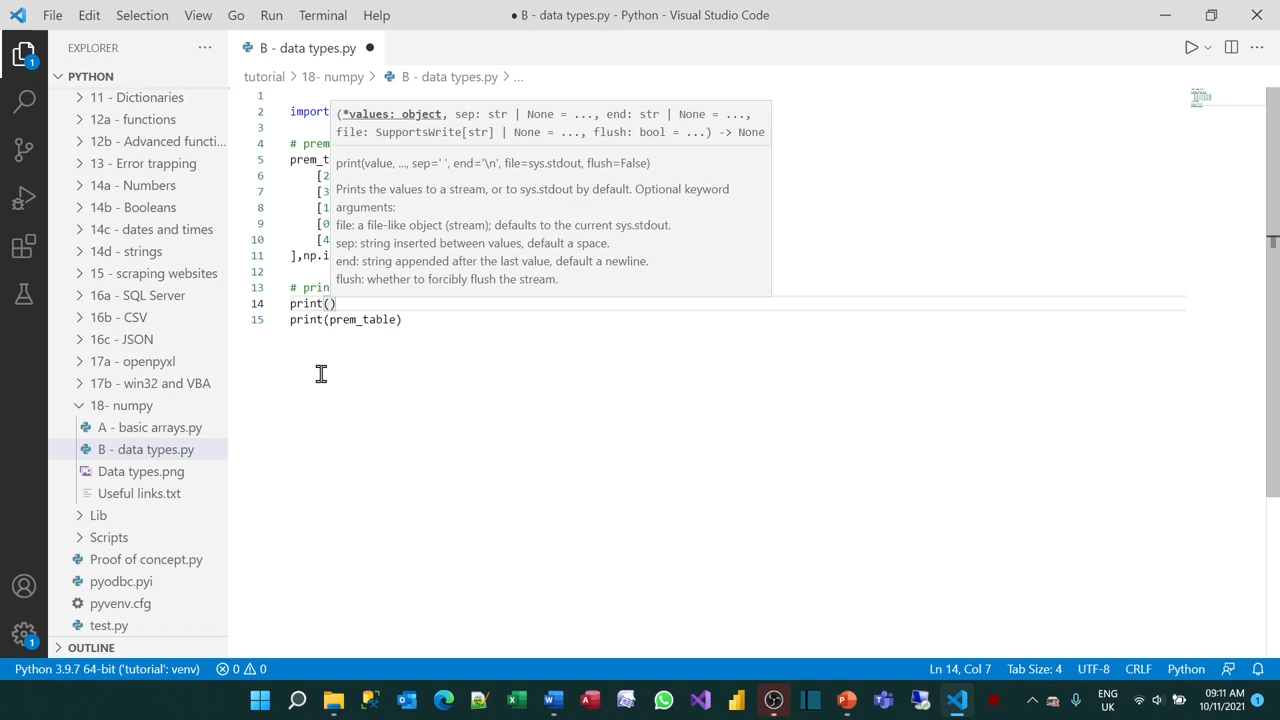 File Edit Selection View Go Run Terminal Help
● B - data types.py - Python - Visual Studio Code
EXPLORER
B - data types.py
PYTHON
tutorial > 18- numpy > B - data types.py > ...
11 - Dictionaries
12a - functions
12b - Advanced functi...
13 - Error trapping
14a - Numbers
14b - Booleans
14c - dates and times
14d - strings
15 - scraping websites
16a - SQL Server
16b - CSV
16c - JSON
17a - openpyxl
17b - win32 and VBA
18- numpy
A - basic arrays.py
B - data types.py
Data types.png
Useful links.txt
Lib
Scripts
Proof of concept.py
pyodbc.pyi
pyvenv.cfg
test.py
OUTLINE
1
2 import
3
4 # prem
5 prem_t
6 [2
7 [3
8 [1
9 [0
10 [4
11 ],np.i
12
13 # prin
14 print()
15 print(prem_table)
(*values: object, sep: str | None = ..., end: str | None = ...,
file: SupportsWrite[str] | None = ..., flush: bool = ...) -> None
print(value, ..., sep=' ', end='\n', file=sys.stdout, flush=False)
Prints the values to a stream, or to sys.stdout by default. Optional keyword
arguments:
file: a file-like object (stream); defaults to the current sys.stdout.
sep: string inserted between values, default a space.
end: string appended after the last value, default a newline.
flush: whether to forcibly flush the stream.
1
1
Python 3.9.7 64-bit ('tutorial': venv) 0 0
Ln 14, Col 7 Tab Size: 4 UTF-8 CRLF Python
ENG
UK
09:11 AM
10/11/2021
1